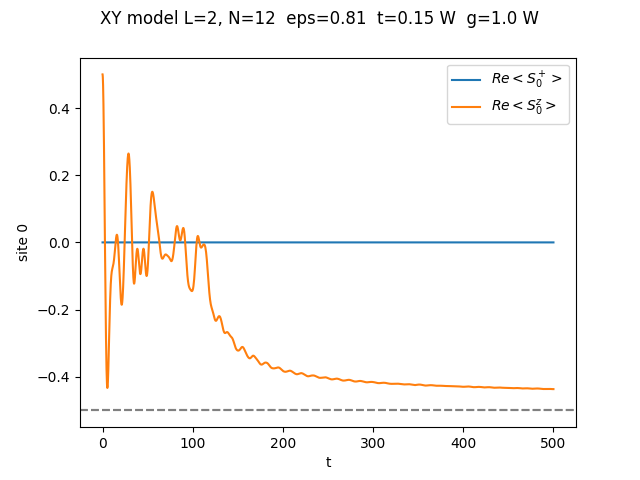 XY model L=2, N=12  eps=0.81  t=0.15 W  g=1.0 W
Re < S₀⁺ >
Re < S₀ᶻ >
0.4
0.2
0.0
−0.2
−0.4
site 0
0 100 200 300 400 500
t